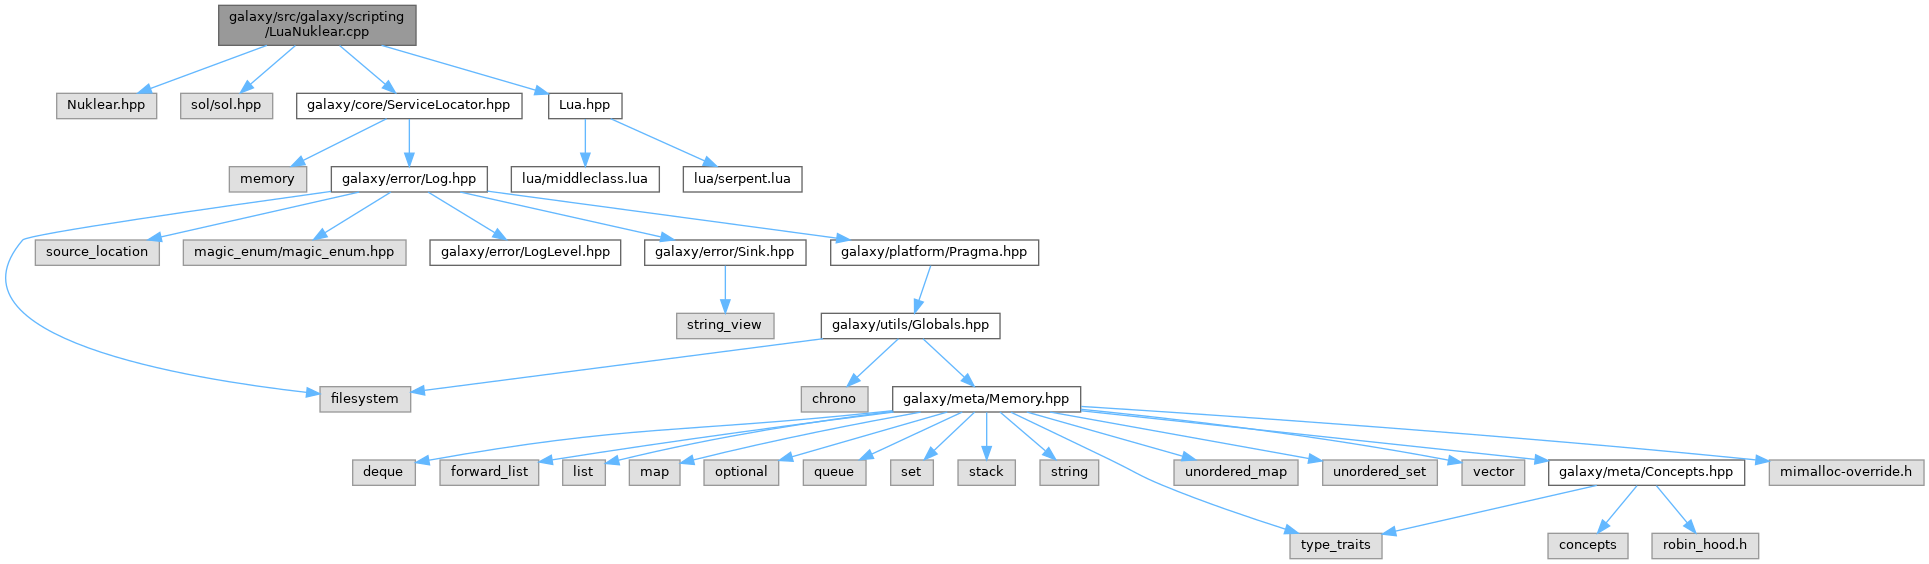 galaxy/src/galaxy/scripting
/LuaNuklear.cpp
Nuklear.hpp
sol/sol.hpp
galaxy/core/ServiceLocator.hpp
Lua.hpp
memory
galaxy/error/Log.hpp
lua/middleclass.lua
lua/serpent.lua
source_location
magic_enum/magic_enum.hpp
galaxy/error/LogLevel.hpp
galaxy/error/Sink.hpp
galaxy/platform/Pragma.hpp
string_view
galaxy/utils/Globals.hpp
filesystem
chrono
galaxy/meta/Memory.hpp
deque
forward_list
list
map
optional
queue
set
stack
string
unordered_map
unordered_set
vector
galaxy/meta/Concepts.hpp
mimalloc-override.h
type_traits
concepts
robin_hood.h